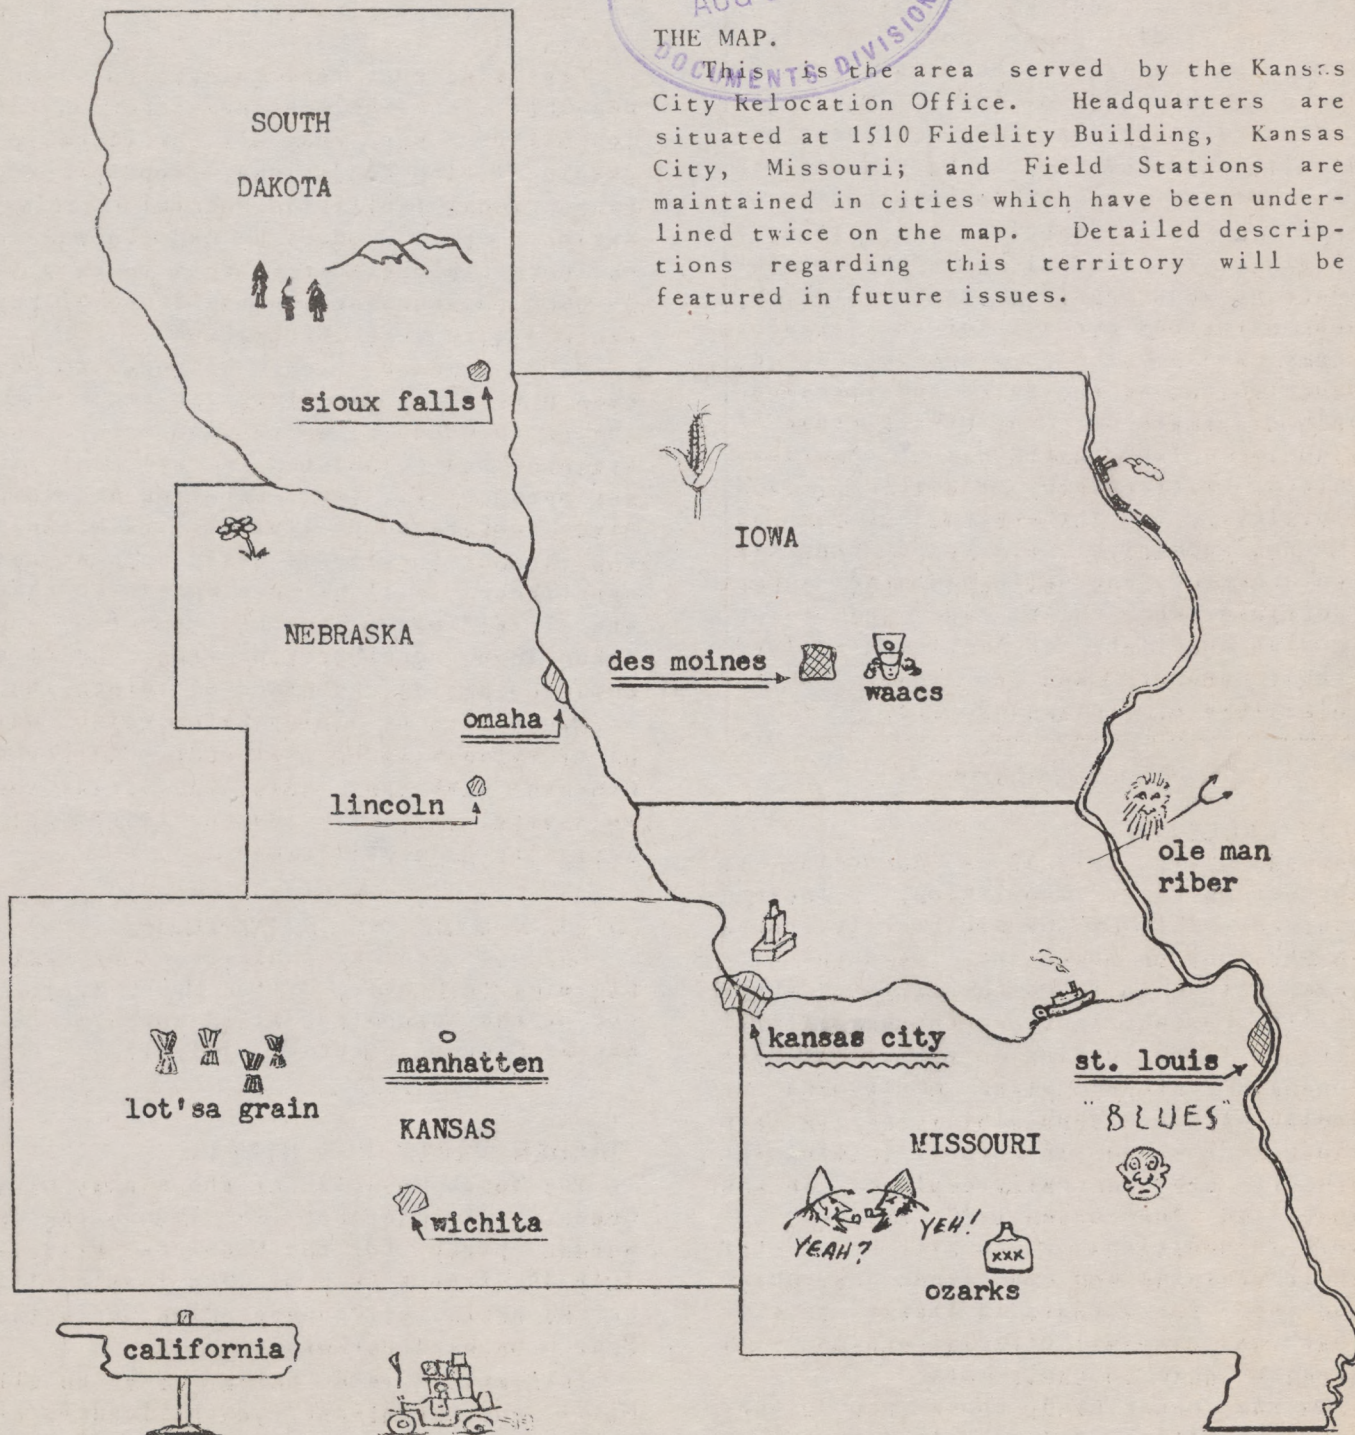 AUG
DOCUMENTS DIVISION
THE MAP.
This is the area served by the Kansas
City Relocation Office. Headquarters are
situated at 1510 Fidelity Building, Kansas
City, Missouri; and Field Stations are
maintained in cities which have been under-
lined twice on the map. Detailed descrip-
tions regarding this territory will be
featured in future issues.
SOUTH
DAKOTA
sioux falls
IOWA
NEBRASKA
des moines
waacs
omaha
lincoln
ole man
riber
kansas city
manhatten
st. louis
lot'sa grain
"BLUES"
KANSAS
MISSOURI
wichita
YEAH?
YEH!
xxx
ozarks
california